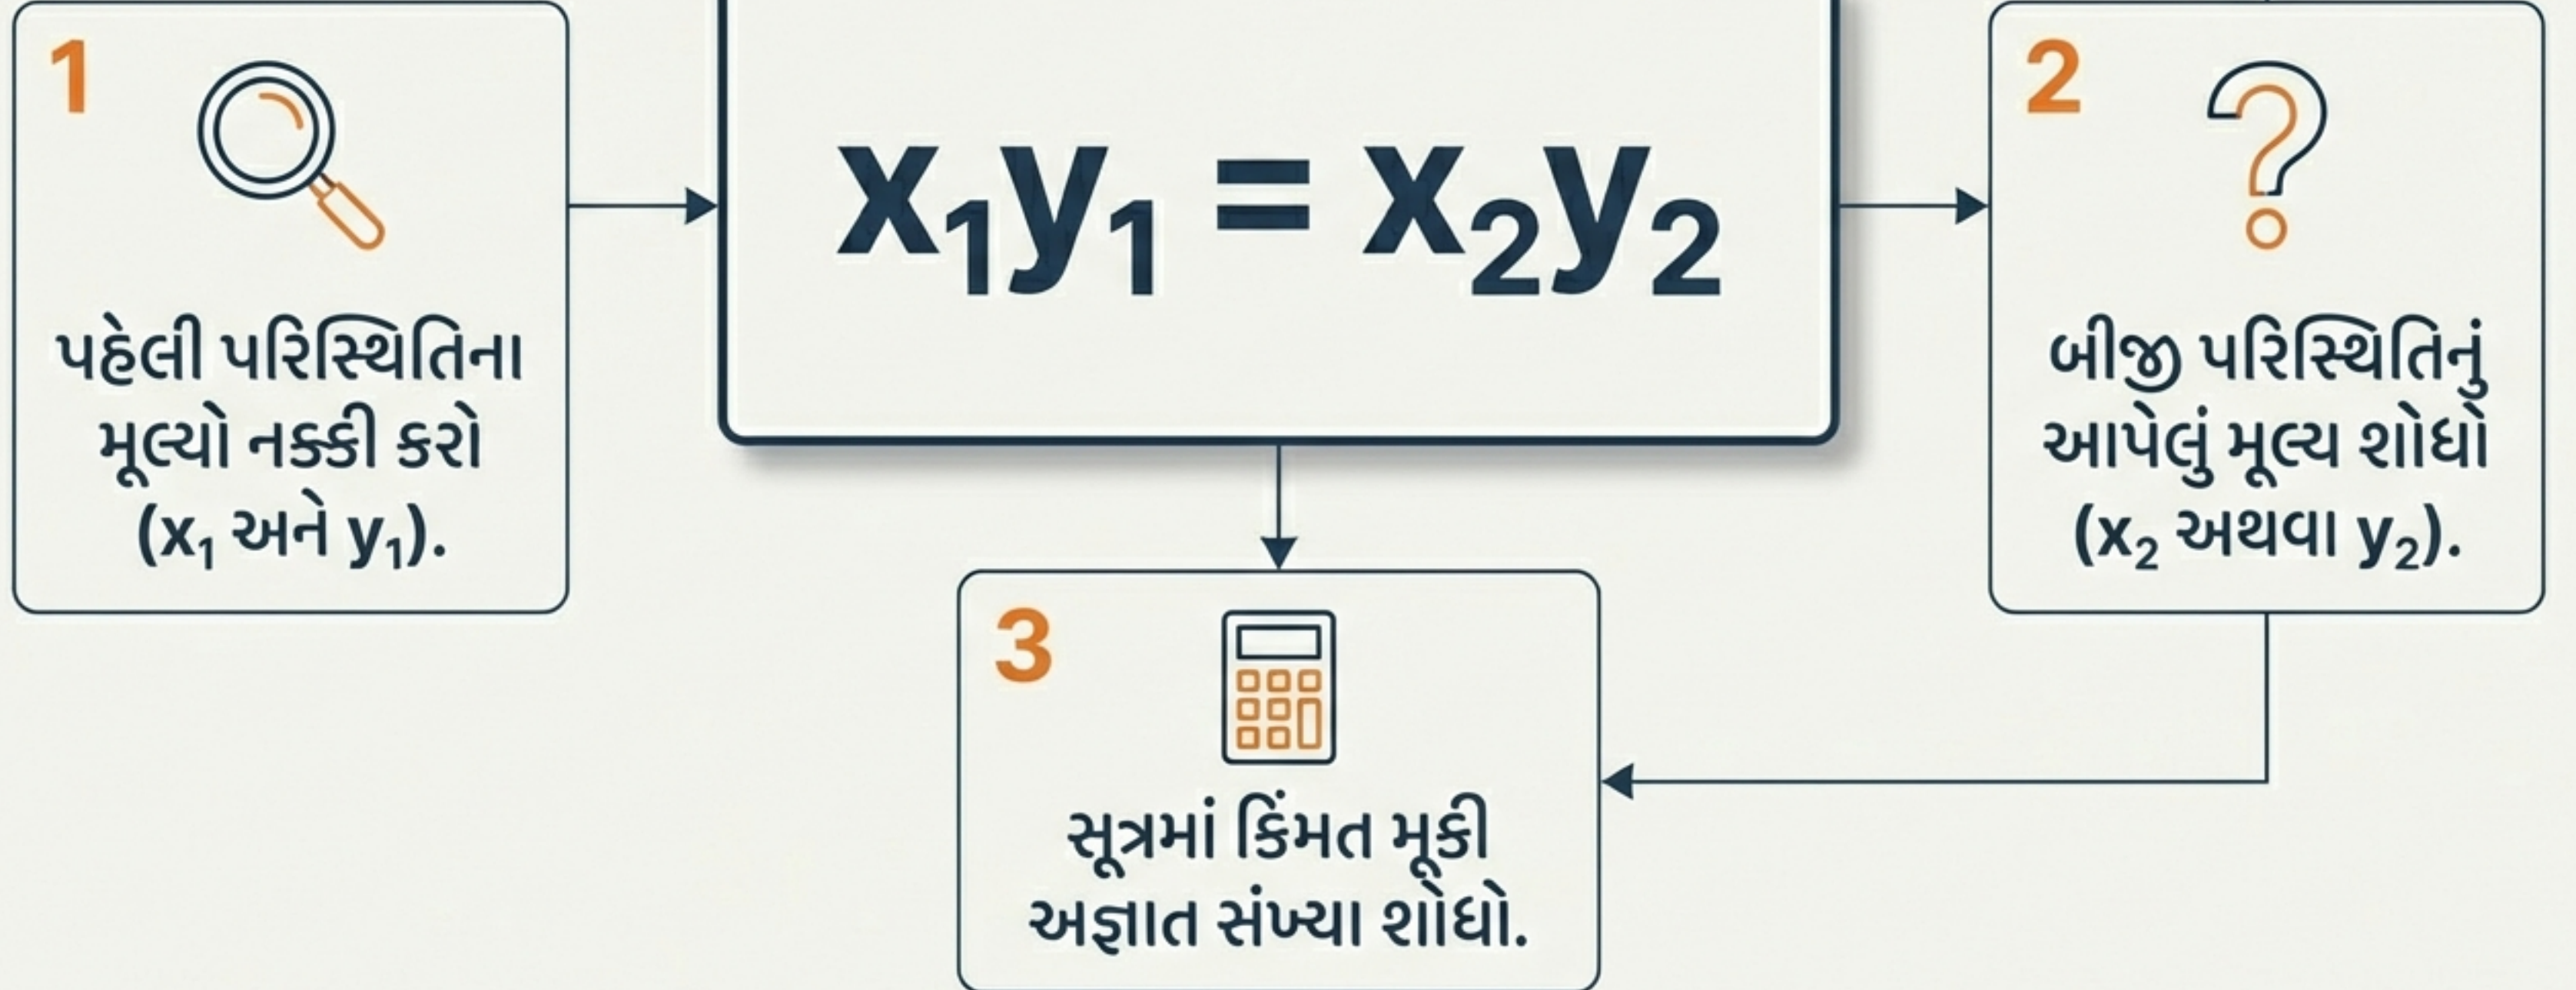 1
પહેલી પરિસ્થિતિના
મૂલ્યો નક્કી કરો
(x₁ અને y₁).
x₁y₁ = x₂y₂
2
બીજી પરિસ્થિતિનું
આપેલું મૂલ્ય શોધો
(x₂ અથવા y₂).
3
સૂત્રમાં કિંમત મૂકી
અજ્ઞાત સંખ્યા શોધો.